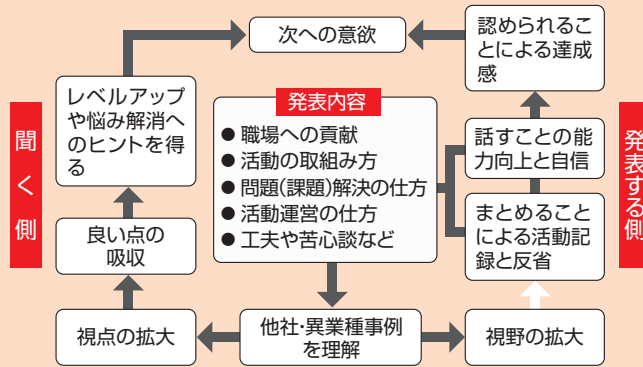 次への意欲
認められるこ
とによる達成
感
レベルアップ
や悩み解消へ
のヒントを得
る
発表内容
● 職場への貢献
● 活動の取組み方
● 問題(課題)解決の仕方
● 活動運営の仕方
● 工夫や苦心談など
話すことの能
力向上と自信
聞く側
発表する側
良い点の
吸収
まとめること
による活動記
録と反省
視点の拡大
他社・異業種事例
を理解
視野の拡大